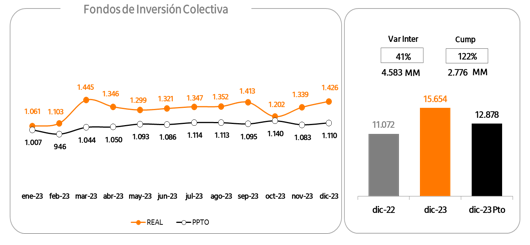 Fondos de Inversión Colectiva
1.445
1.061 1.103 1.346 1.299 1.321 1.347 1.352 1.413 1.202 1.339 1.426
1.007 946 1.044 1.050 1.093 1.086 1.114 1.113 1.095 1.140 1.083 1.110
ene-23 feb-23 mar-23 abr-23 may-23 jun-23 jul-23 ago-23 sep-23 oct-23 nov-23 dic-23
REAL PPTO
Var Inter Cump
41% 122%
4.583 MM 2.776 MM
11.072 15.654 12.878
dic-22 dic-23 dic-23 Pto